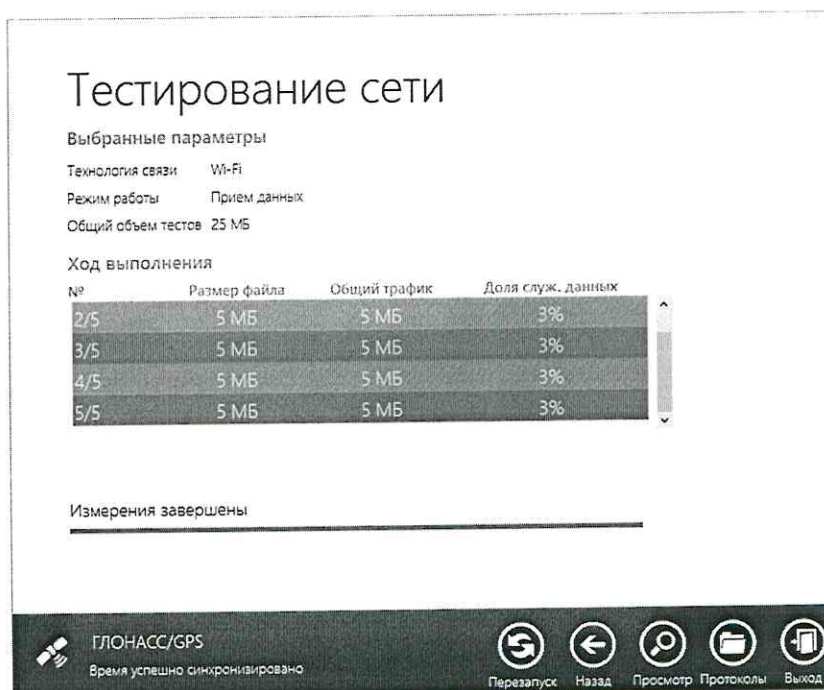 Тестирование сети
Выбранные параметры
Технология связи Wi-Fi
Режим работы Прием данных
Общий объем тестов 25 МБ
Ход выполнения
№ Размер файла Общий трафик Доля служ. данных
2/5 5 МБ 5 МБ 3%
3/5 5 МБ 5 МБ 3%
4/5 5 МБ 5 МБ 3%
5/5 5 МБ 5 МБ 3%
Измерения завершены
ГЛОНАСС/GPS
Время успешно синхронизировано
Перезапуск Назад Просмотр Протоколы Выход